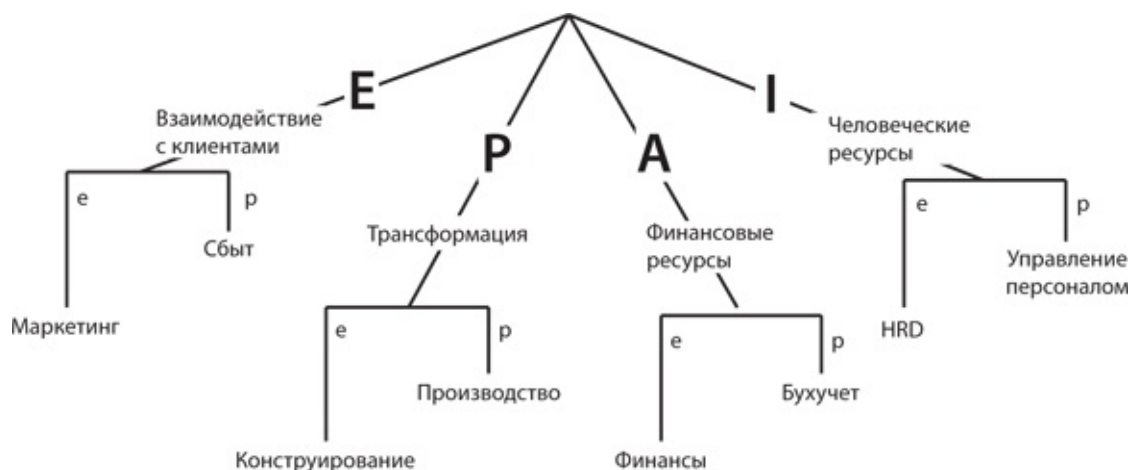 E
I
Взаимодействие
с клиентами
P
A
Человеческие
ресурсы
e
p
Сбыт
Маркетинг
Трансформация
e
p
Производство
Конструирование
Финансовые
ресурсы
e
p
Бухучет
Финансы
e
p
Управление
персоналом
HRD